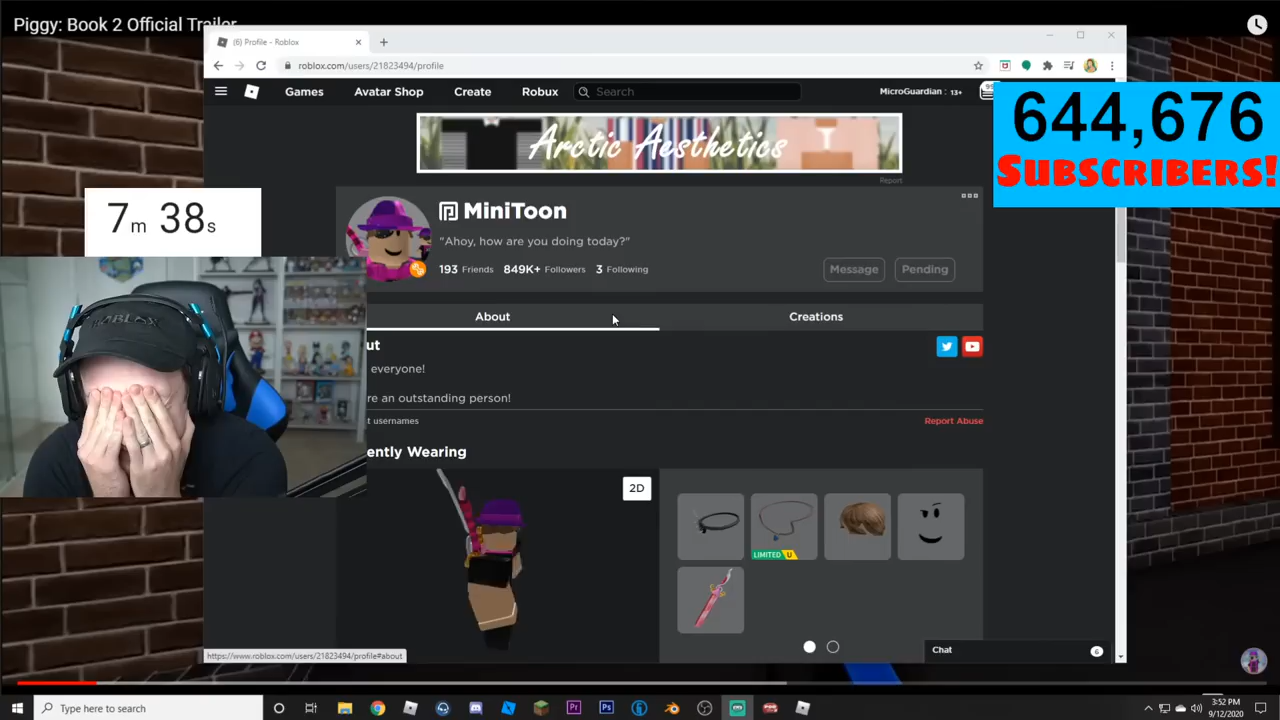 Piggy: Book 2 Official Trailer
(6) Profile - Roblox
roblox.com/users/21823494/profile
Games
Avatar Shop
Create
Robux
Search
MicroGuardian : 13+
Arctic Aesthetics
Report
644,676
SUBSCRIBERS!
7m 38s
MiniToon
"Ahoy, how are you doing today?"
193 Friends 849K+ Followers 3 Following
Message
Pending
About
Creations
ut
everyone!
re an outstanding person!
t usernames
Report Abuse
ently Wearing
2D
LIMITED U
ROBLOX
https://www.roblox.com/users/21823494/profile#about
Chat
6
Type here to search
3:52 PM
9/12/2020